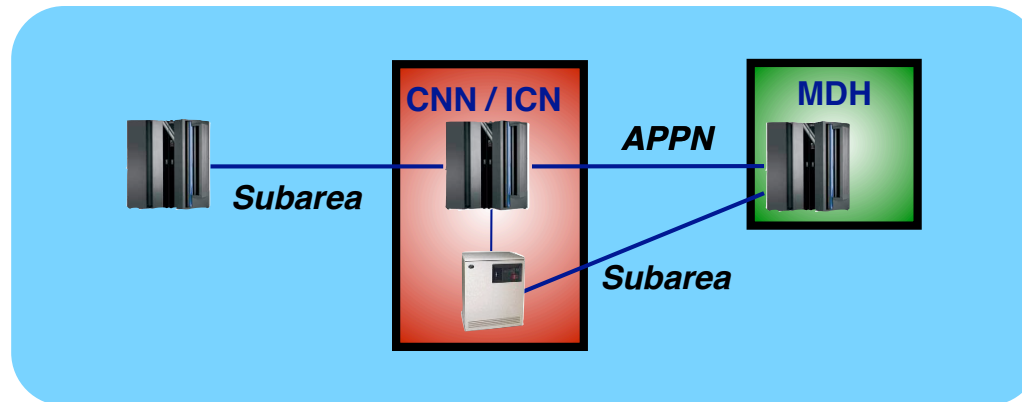 CNN / ICN
MDH
APPN
Subarea
Subarea